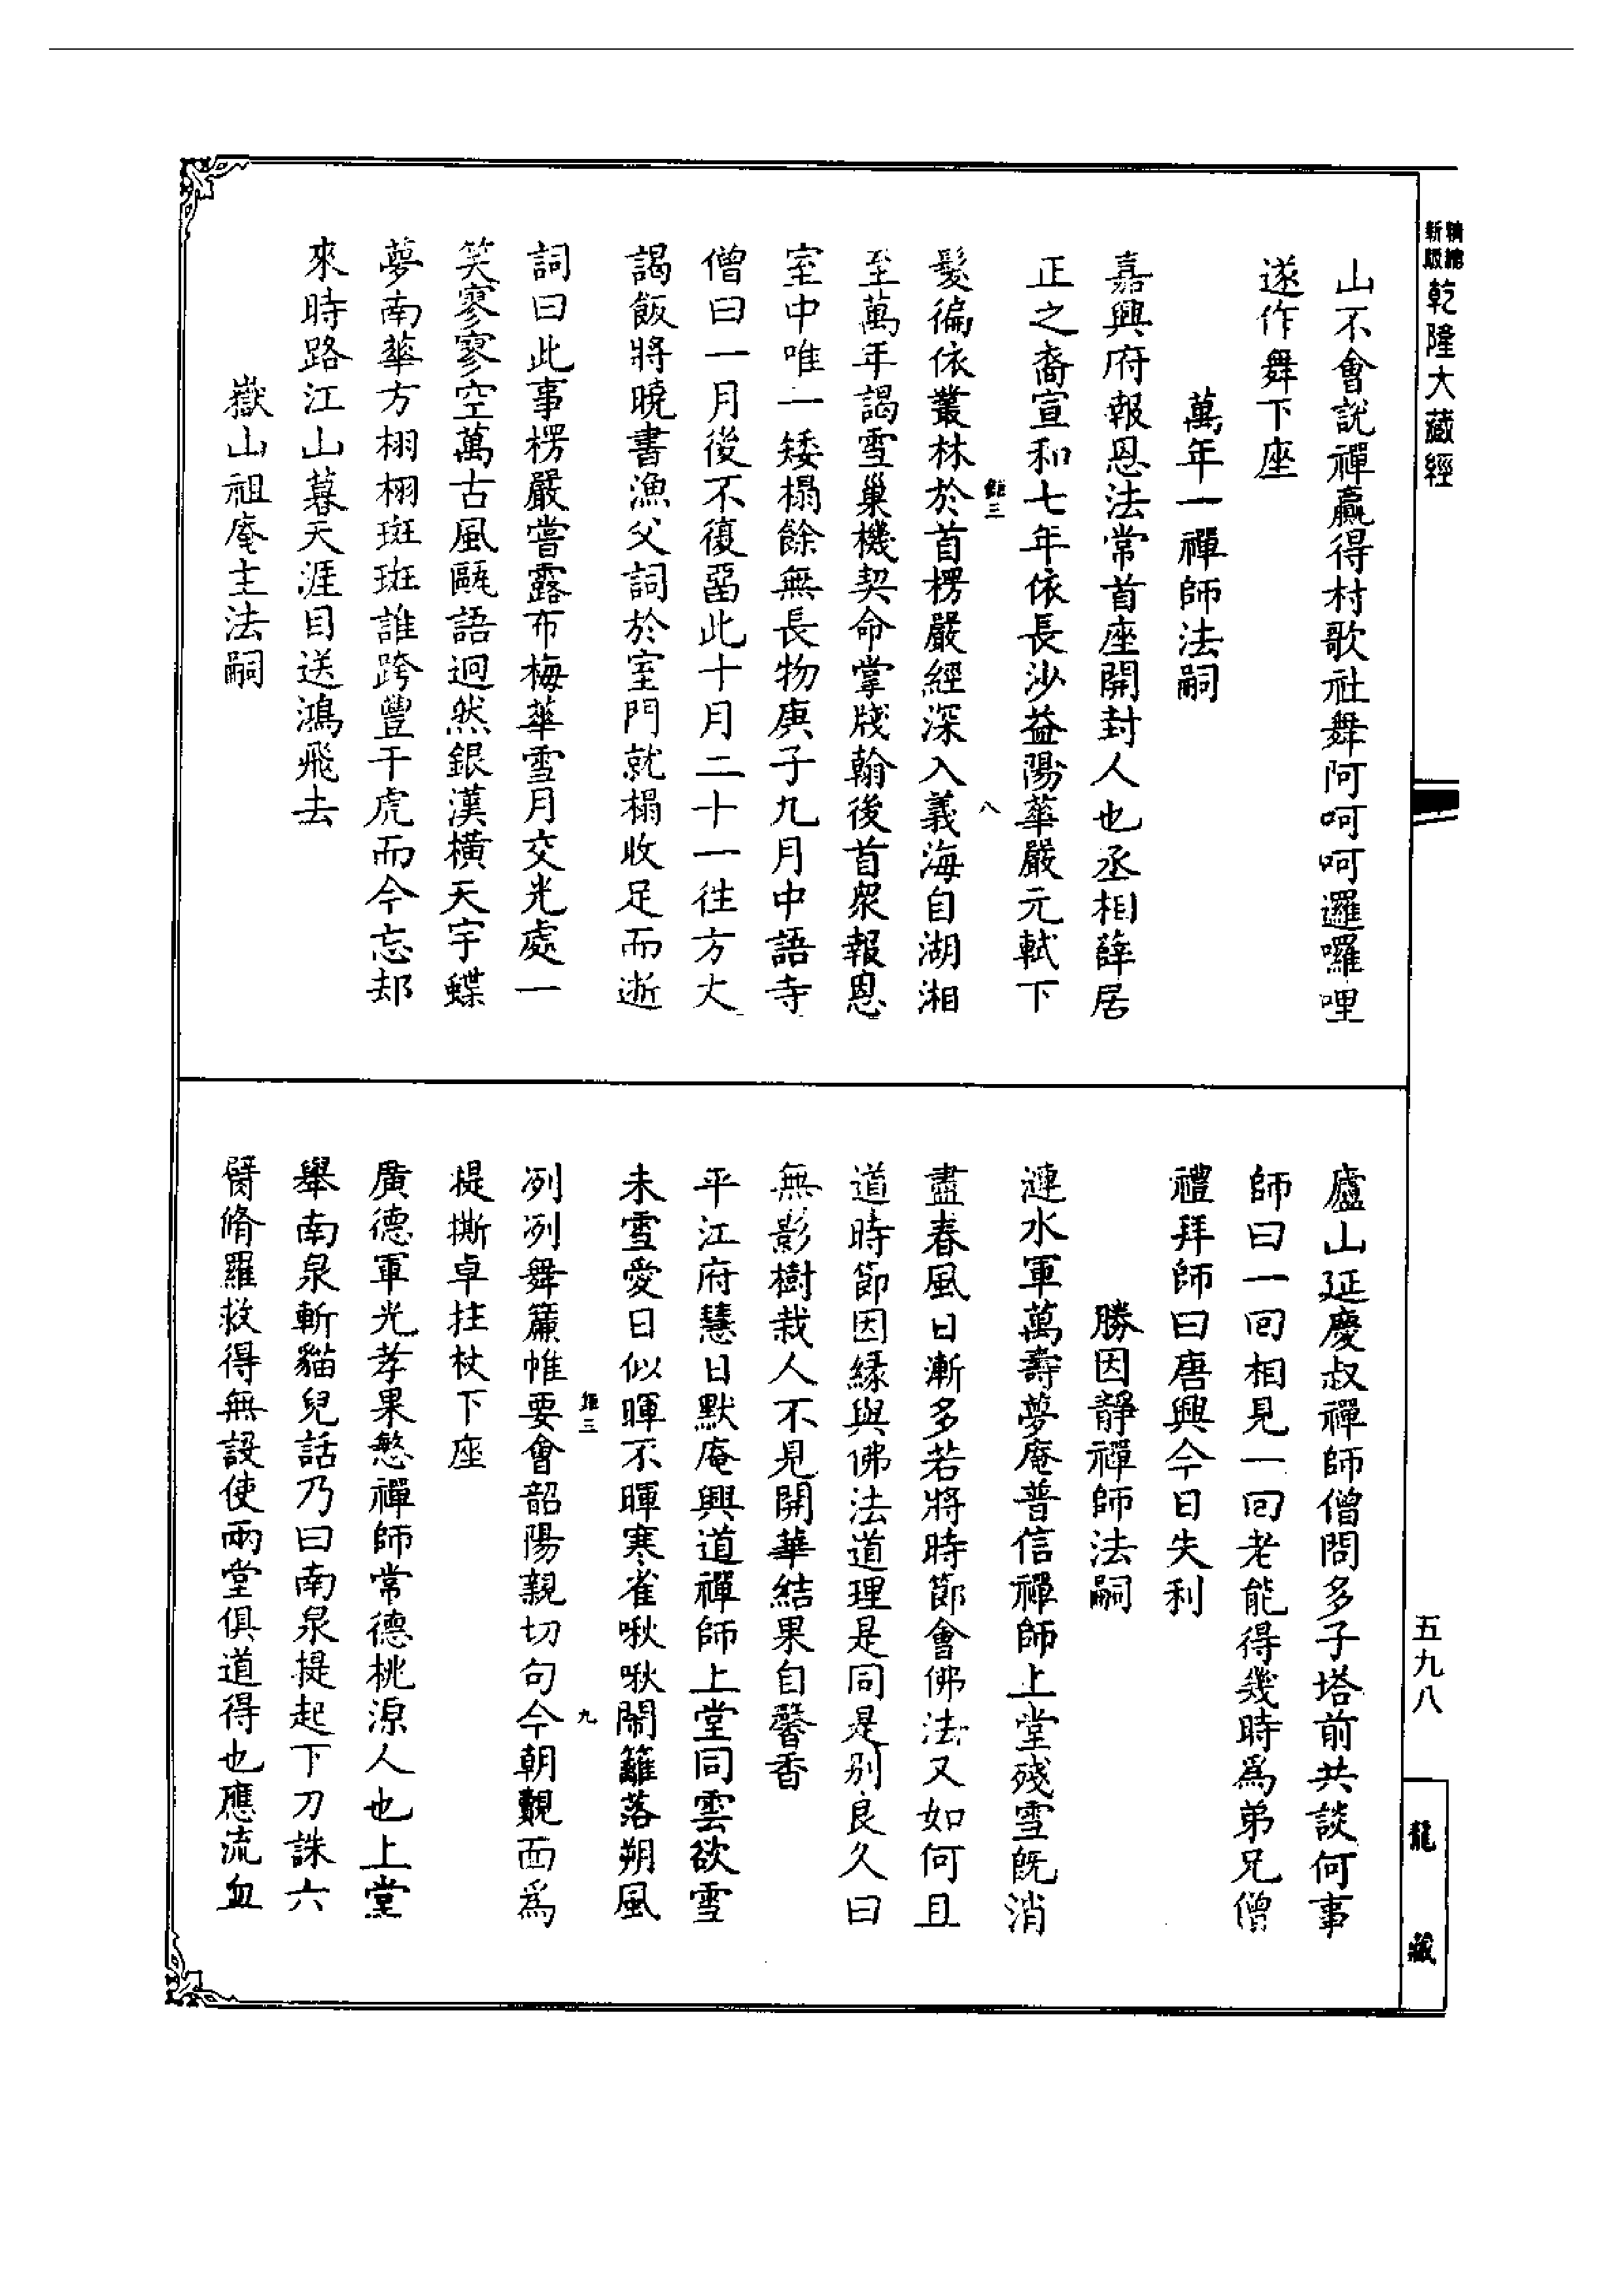 精繪
新版
乾隆大藏經
山不會說禪贏得村歌社舞阿呵呵邏囉哩
遂作舞下座
萬年一禪師法嗣
嘉興府報恩法常首座開封人也丞相薛居
正之裔宣和七年依長沙益陽華嚴元軾下
髮徧依叢林於首楞嚴經深入義海自湖湘
至萬年謁雪巢機契命掌牋翰後首衆報恩
室中唯一矮榻餘無長物庚子九月中語寺
僧曰一月後不復畱此十月二十一徃方丈
謁飯將曉書漁父詞於室門就榻收足而逝
詞曰此事楞嚴嘗露布梅華雪月交光處一
笑寥寥空萬古風甌語迥然銀漢橫天宇蝶
夢南華方栩栩斑斑誰跨豐干虎而今忘却
來時路江山暮天涯目送鴻飛去
嶽山祖庵主法嗣
三
八
廬山延慶叔禪師僧問多子塔前共談何事
師曰一回相見一回老能得幾時爲弟兄僧
禮拜師曰唐興今日失利
勝因靜禪師法嗣
漣水軍萬壽夢庵普信禪師上堂殘雪旣消
盡春風日漸多若將時節會佛法又如何且
道時節因緣與佛法道理是同是别良久曰
無影樹栽人不見開華結果自馨香
平江府慧日默庵興道禪師上堂同雲欲雪
未雪愛日似暉不暉寒雀啾啾鬧籬落朔風
冽冽舞簾帷要會韶陽親切句今朝覿面爲
提撕卓拄杖下座
廣德軍光孝果慜禪師常德桃源人也上堂
舉南泉斬貓兒話乃曰南泉提起下刀誅六
臂脩羅救得無設使兩堂俱道得也應流血
三
九
五九八
龍藏